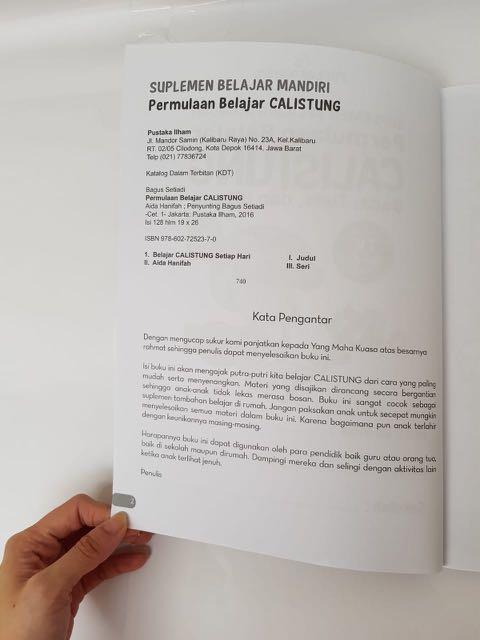 SUPLEMEN BELAJAR MANDIRI
Permulaan Belajar CALISTUNG
Pustaka Ilham
Jl. Mandor Samin (Kalibaru Raya) No. 23A, Kel.Kalibaru
RT. 02/05 Cilodong, Kota Depok 16414, Jawa Barat
Telp (021) 77836724
Katalog Dalam Terbitan (KDT)
Bagus Setiadi
Permulaan Belajar CALISTUNG
Aida Hanifah ; Penyunting Bagus Setiadi
-Cet. 1- Jakarta: Pustaka Ilham, 2016
Isi 128 hlm 19 x 26
ISBN 978-602-72523-7-0
1. Belajar CALISTUNG Setiap Hari I. Judul
II. Aida Hanifah III. Seri
740
Kata Pengantar
Dengan mengucap sukur kami panjatkan kepada Yang Maha Kuasa atas besarnya
rahmat sehingga penulis dapat menyelesaikan buku ini.
Isi buku ini akan mengajak putra-putri kita belajar CALISTUNG dari cara yang paling
mudah serta menyenangkan. Materi yang disajikan dirancang secara bergantian
sehingga anak-anak tidak lekas merasa bosan. Buku ini sangat cocok sebagai
suplemen tambahan belajar di rumah. Jangan paksakan anak untuk secepat mungkin
menyelesaikan semua materi dalam buku ini. Karena bagaimana pun anak terlahir
dengan keunikannya masing-masing.
Harapannya buku ini dapat digunakan oleh para pendidik baik guru atau orang tua,
baik di sekolah maupun dirumah. Dampingi mereka dan selingi dengan aktivitas lain
ketika anak terlihat jenuh.
Penulis
2